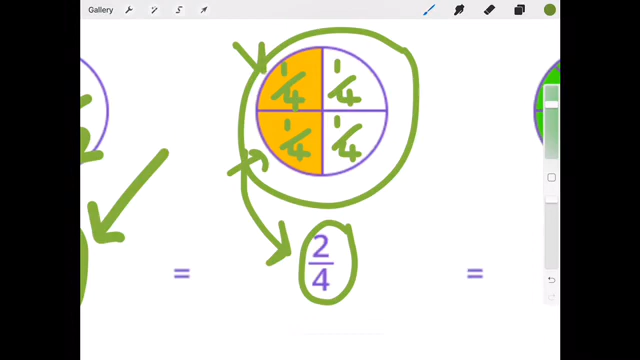 Gallery
1/4 1/4
1/4 1/4
= 2/4 =